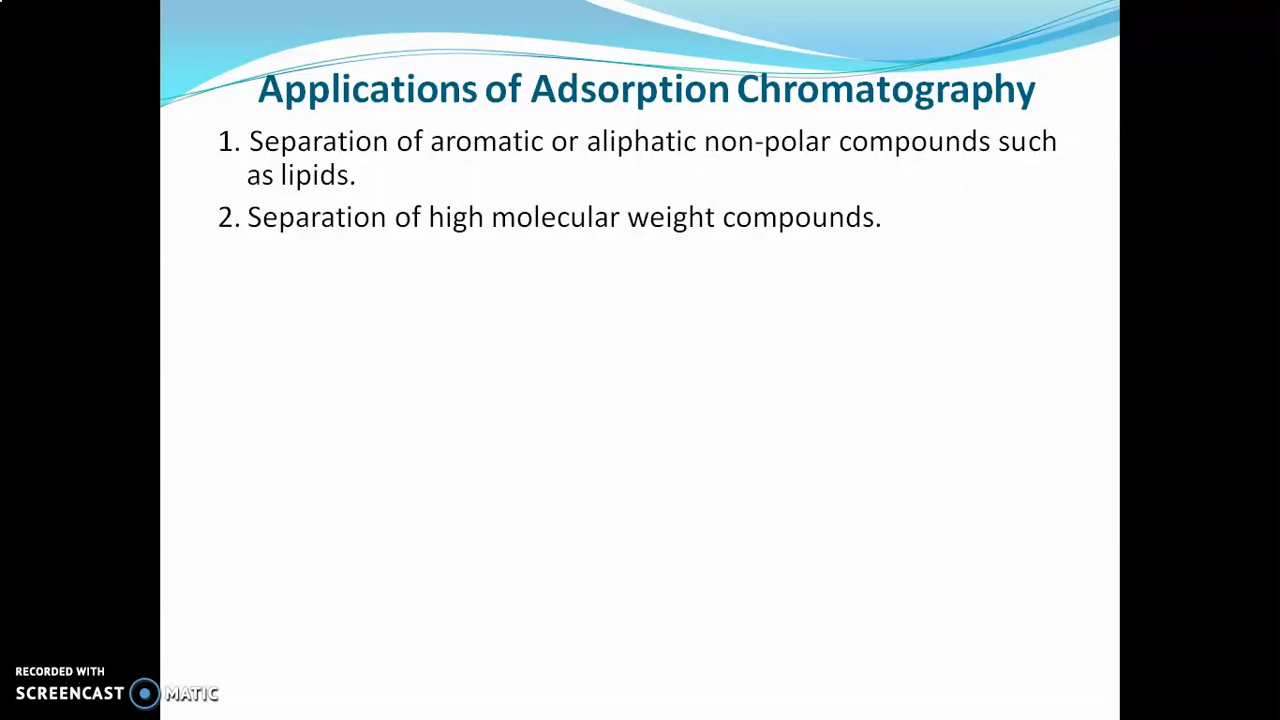 Applications of Adsorption Chromatography
1. Separation of aromatic or aliphatic non-polar compounds such
as lipids.
2. Separation of high molecular weight compounds.
RECORDED WITH
SCREENCAST MATIC